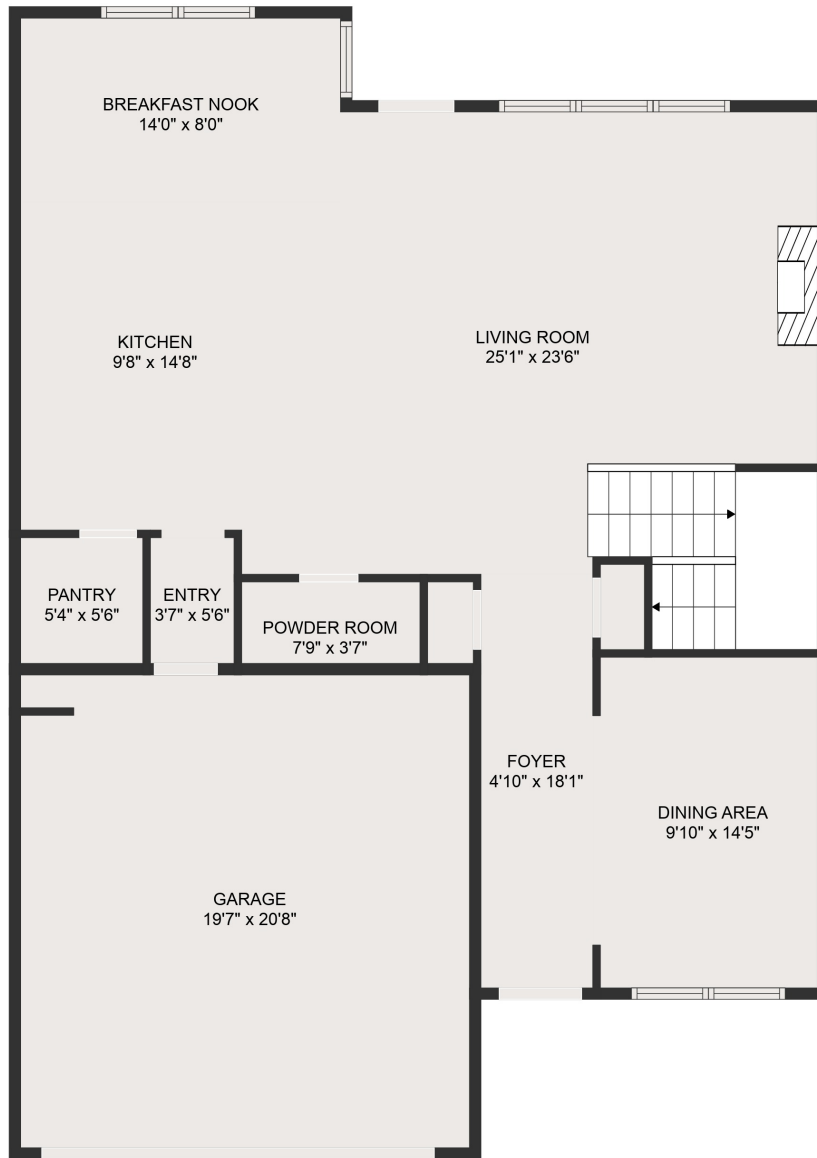 BREAKFAST NOOK
14'0" x 8'0"
KITCHEN
9'8" x 14'8"
LIVING ROOM
25'1" x 23'6"
PANTRY
5'4" x 5'6"
ENTRY
3'7" x 5'6"
POWDER ROOM
7'9" x 3'7"
FOYER
4'10" x 18'1"
DINING AREA
9'10" x 14'5"
GARAGE
19'7" x 20'8"